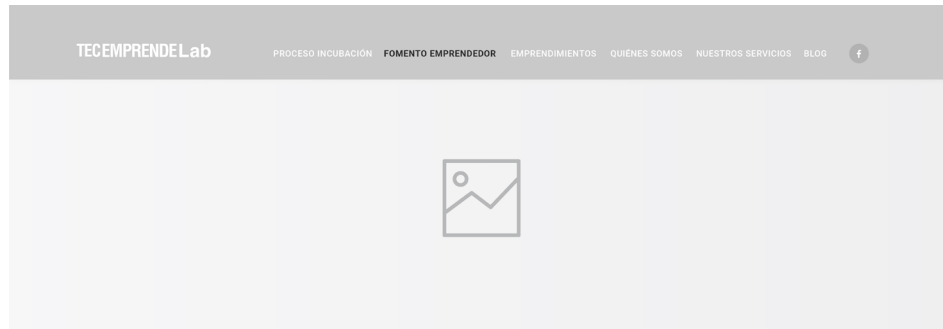 TECEMPRENDELab PROCESO INCUBACIÓN FOMENTO EMPRENDEDOR EMPRENDIMIENTOS QUIÉNES SOMOS NUESTROS SERVICIOS BLOG f